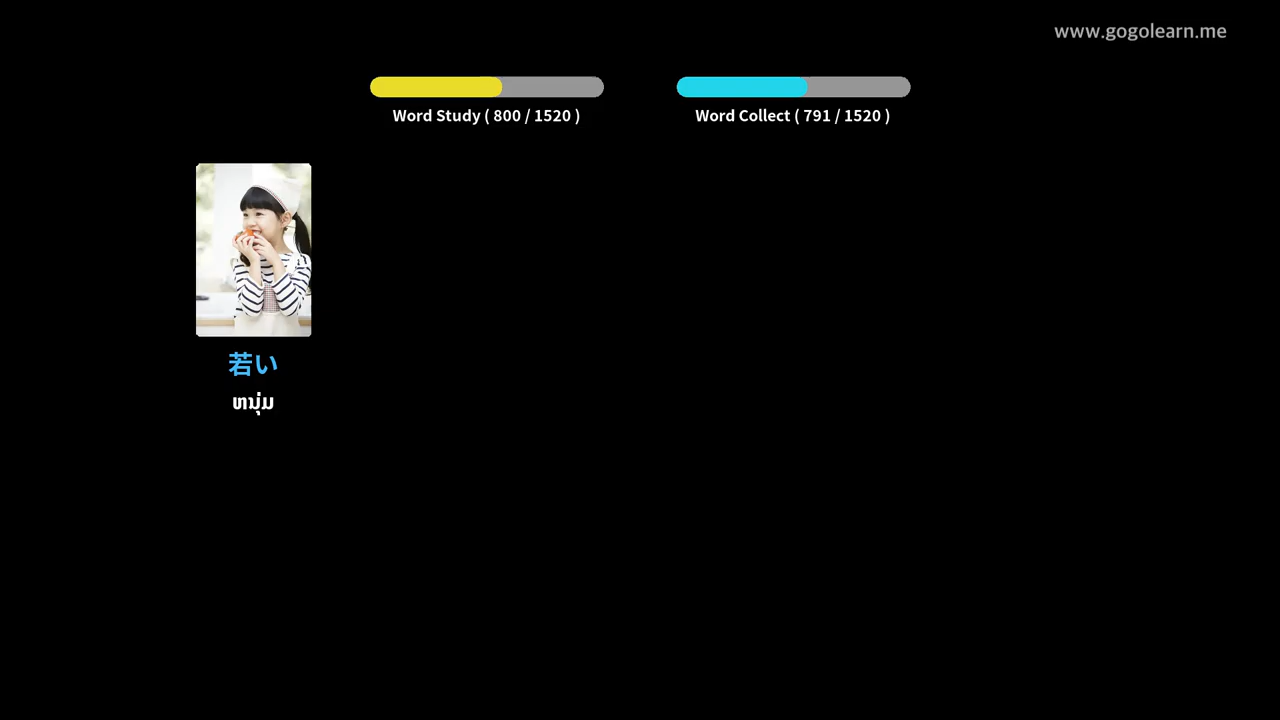 www.gogolearn.me
Word Study ( 800 / 1520 )
Word Collect ( 791 / 1520 )
若い
ຫນຸ່ມ